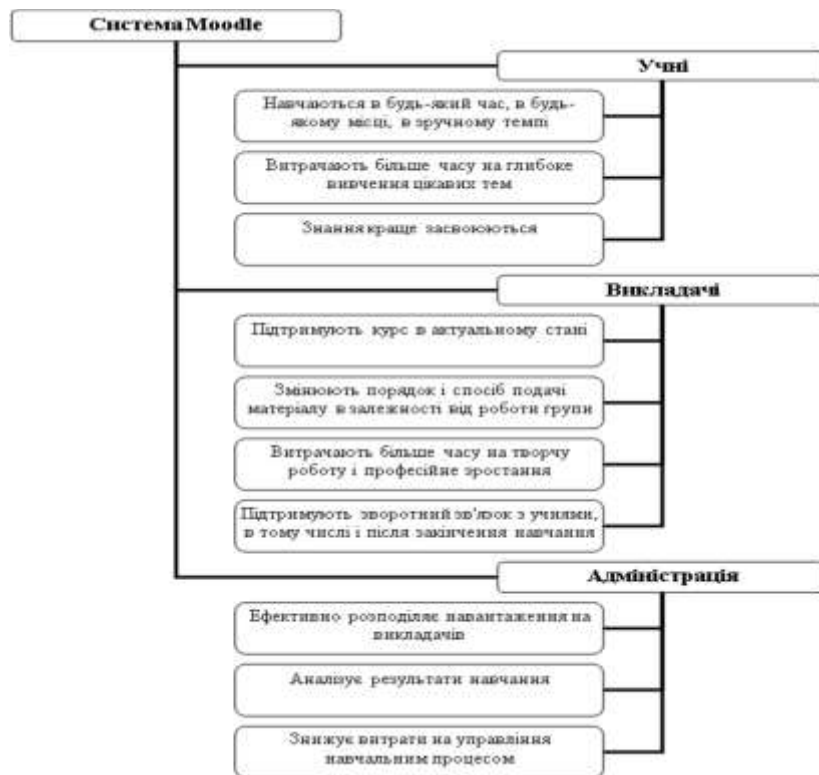 Система Moodle
Учні
Навчаються в будь-який час, в будь-
якому місці, в зручному темпі
Витрачають більше часу на глибоке
вивчення цікавих тем
Знання краще засвоюються
Викладачі
Підтримують курс в актуальному стані
Змінюють порядок і спосіб подачі
матеріалу в залежності від роботи групи
Витрачають більше часу на творчу
роботу і професійне зростання
Підтримують зворотний зв'язок з учнями,
в тому числі і після закінчення навчання
Адміністрація
Ефективно розподіляє навантаження на
викладачів
Аналізує результати навчання
Знижує витрати на управління
навчальним процесом